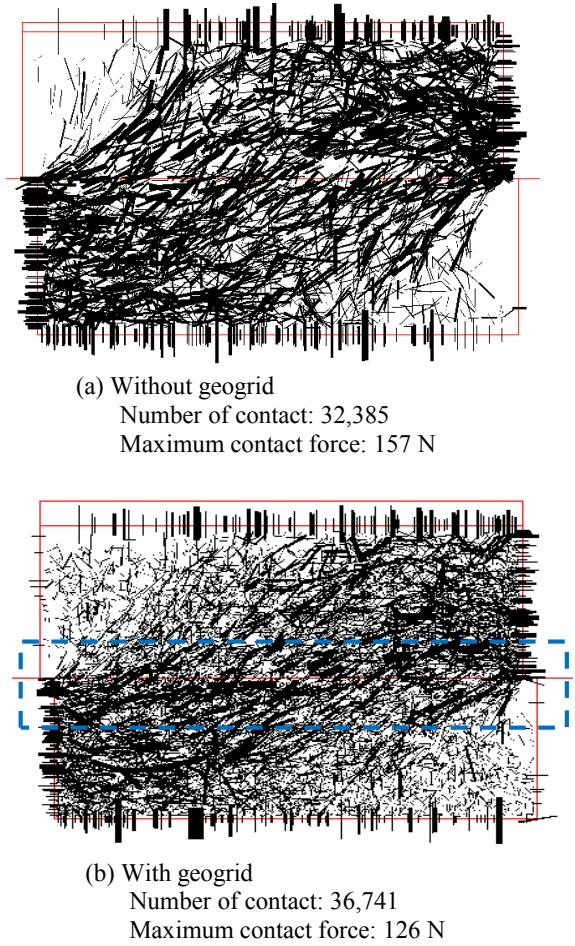 (a) Without geogrid
Number of contact: 32,385
Maximum contact force: 157 N
(b) With geogrid
Number of contact: 36,741
Maximum contact force: 126 N